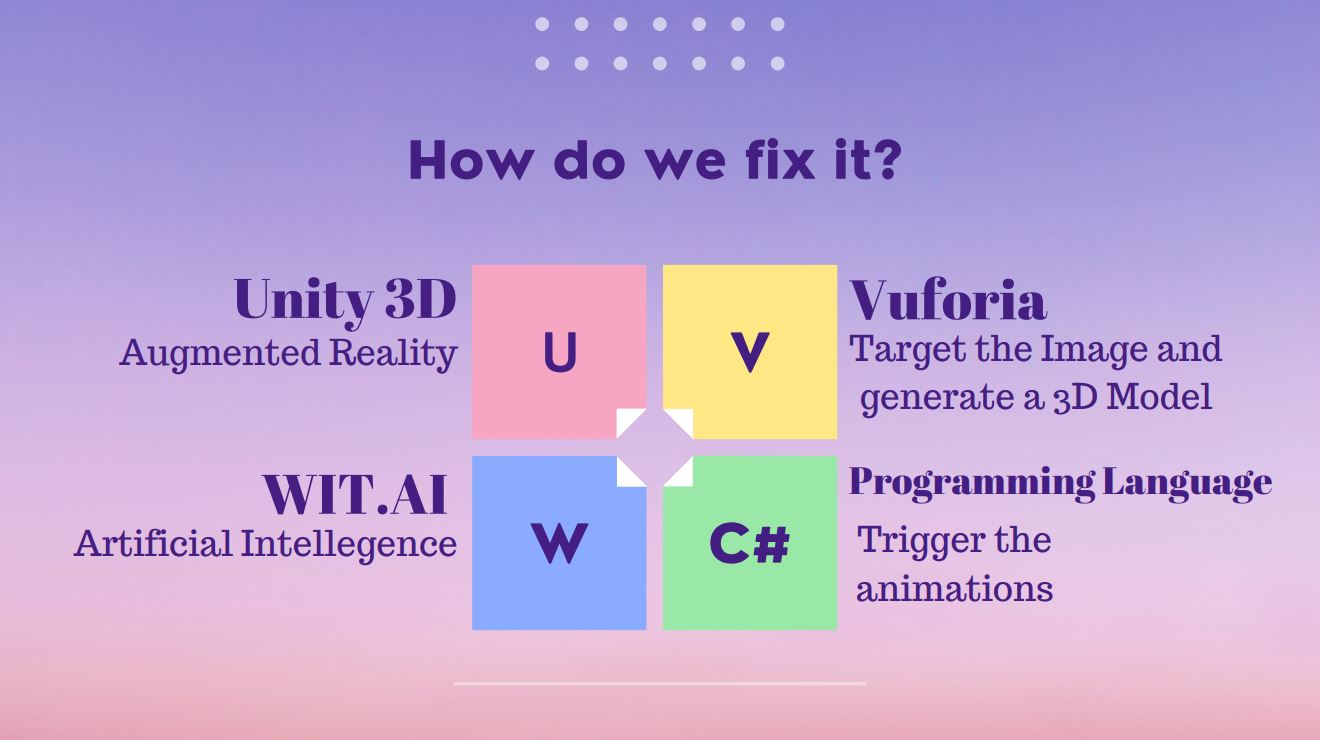 How do we fix it?
Unity 3D
Augmented Reality
U
V
Vuforia
Target the Image and
generate a 3D Model
WIT.AI
Artificial Intellegence
W
C#
Programming Language
Trigger the
animations